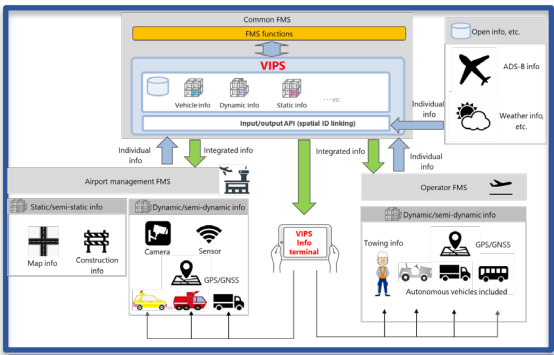 Common FMS
FMS functions
VIPS
Vehicle info
Dynamic info
Static info
Input/output API (spatial ID linking)
Open info, etc.
ADS-B info
Weather info,
etc.
Individual
info
Individual
info
Integrated info
Integrated info
Individual
info
Airport management FMS
Operator FMS
Static/semi-static info
Map info
Construction
info
Dynamic/semi-dynamic info
Camera
Sensor
GPS/GNSS
VIPS
Info
terminal
Dynamic/semi-dynamic info
Towing info
GPS/GNSS
Autonomous vehicles included